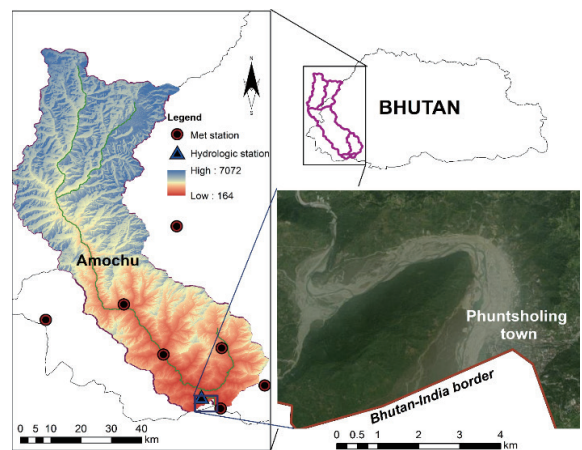 N
Legend
Met station
Hydrologic station
High : 7072
Low : 164
Amochu
0 5 10 20 30 40
km
BHUTAN
Phuntsholing
town
Bhutan-India border
0 0.5 1 2 3 4
km